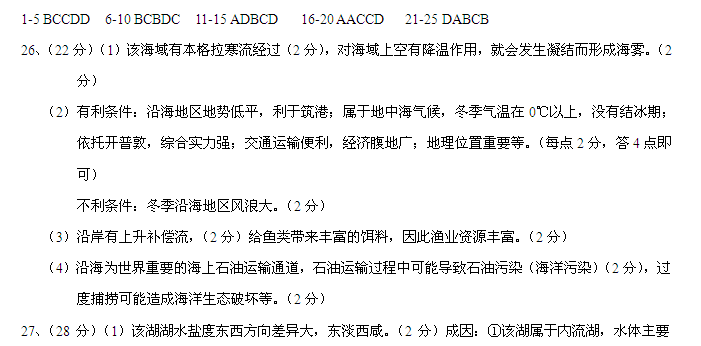 1-5 BCCDD 6-10 BCBDC 11-15 ADBCD 16-20 AACCD 21-25 DABCB
26、(22 分)(1)该海域有本格拉寒流经过(2 分)，对海域上空有降温作用，就会发生凝结而形成海雾。(2
分)
(2)有利条件：沿海地区地势低平，利于筑港；属于地中海气候，冬季气温在 0℃以上，没有结冰期；
依托开普敦，综合实力强；交通运输便利，经济腹地广；地理位置重要等。(每点 2 分，答 4 点即
可)
不利条件：冬季沿海地区风浪大。(2 分)
(3)沿岸有上升补偿流，(2 分)给鱼类带来丰富的饵料，因此渔业资源丰富。(2 分)
(4)沿海为世界重要的海上石油运输通道，石油运输过程中可能导致石油污染(海洋污染)(2 分)，过
度捕捞可能造成海洋生态破坏等。(2 分)
27、(28 分)(1)该湖湖水盐度东西方向差异大，东淡西咸。(2 分)成因：①该湖属于内流湖，水体主要